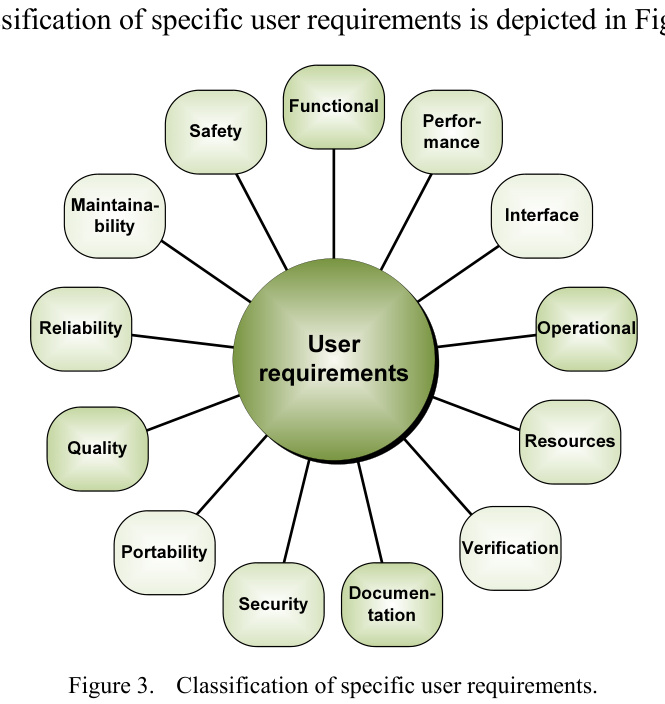 sification of specific user requirements is depicted in Fig
Functional
Perfor-
mance
Interface
Operational
Resources
Verification
Documen-
tation
Security
Portability
Quality
Reliability
Maintaina-
bility
Safety
User
requirements
Figure 3. Classification of specific user requirements.